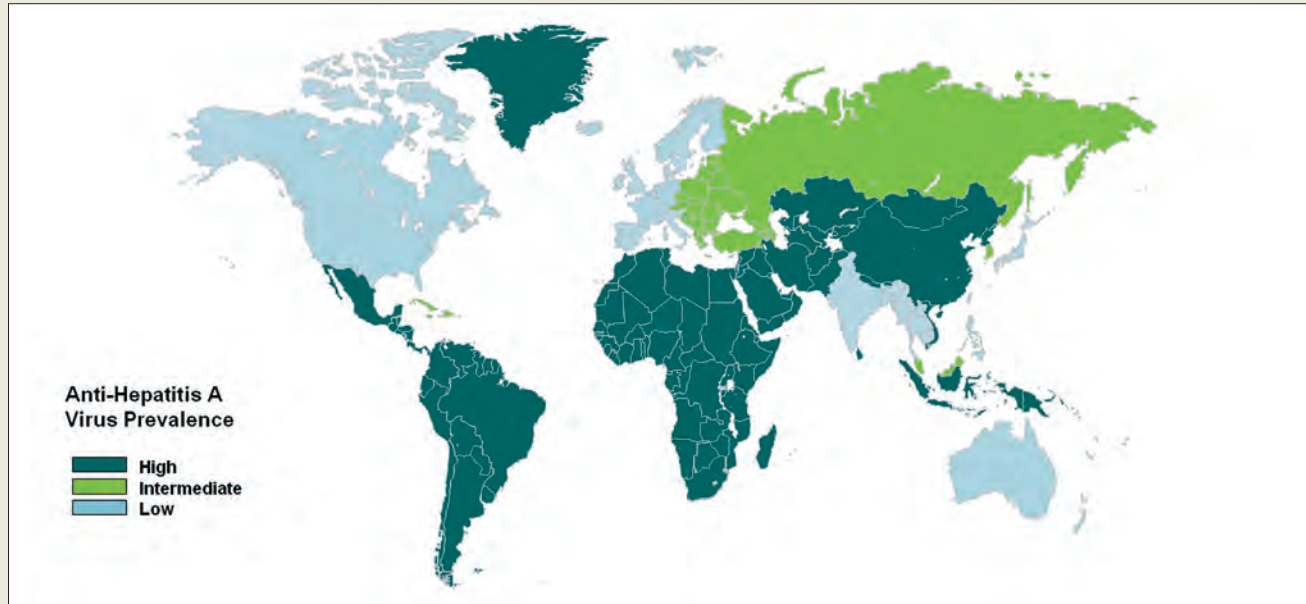 Anti-Hepatitis A
Virus Prevalence
High
Intermediate
Low